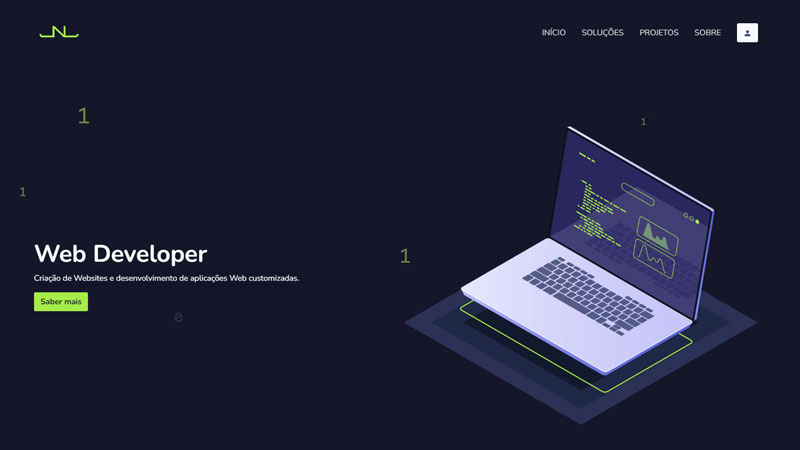 INÍCIO SOLUÇÕES PROJETOS SOBRE
1
1
1
1
Web Developer
Criação de Websites e desenvolvimento de aplicações Web customizadas.
Saber mais